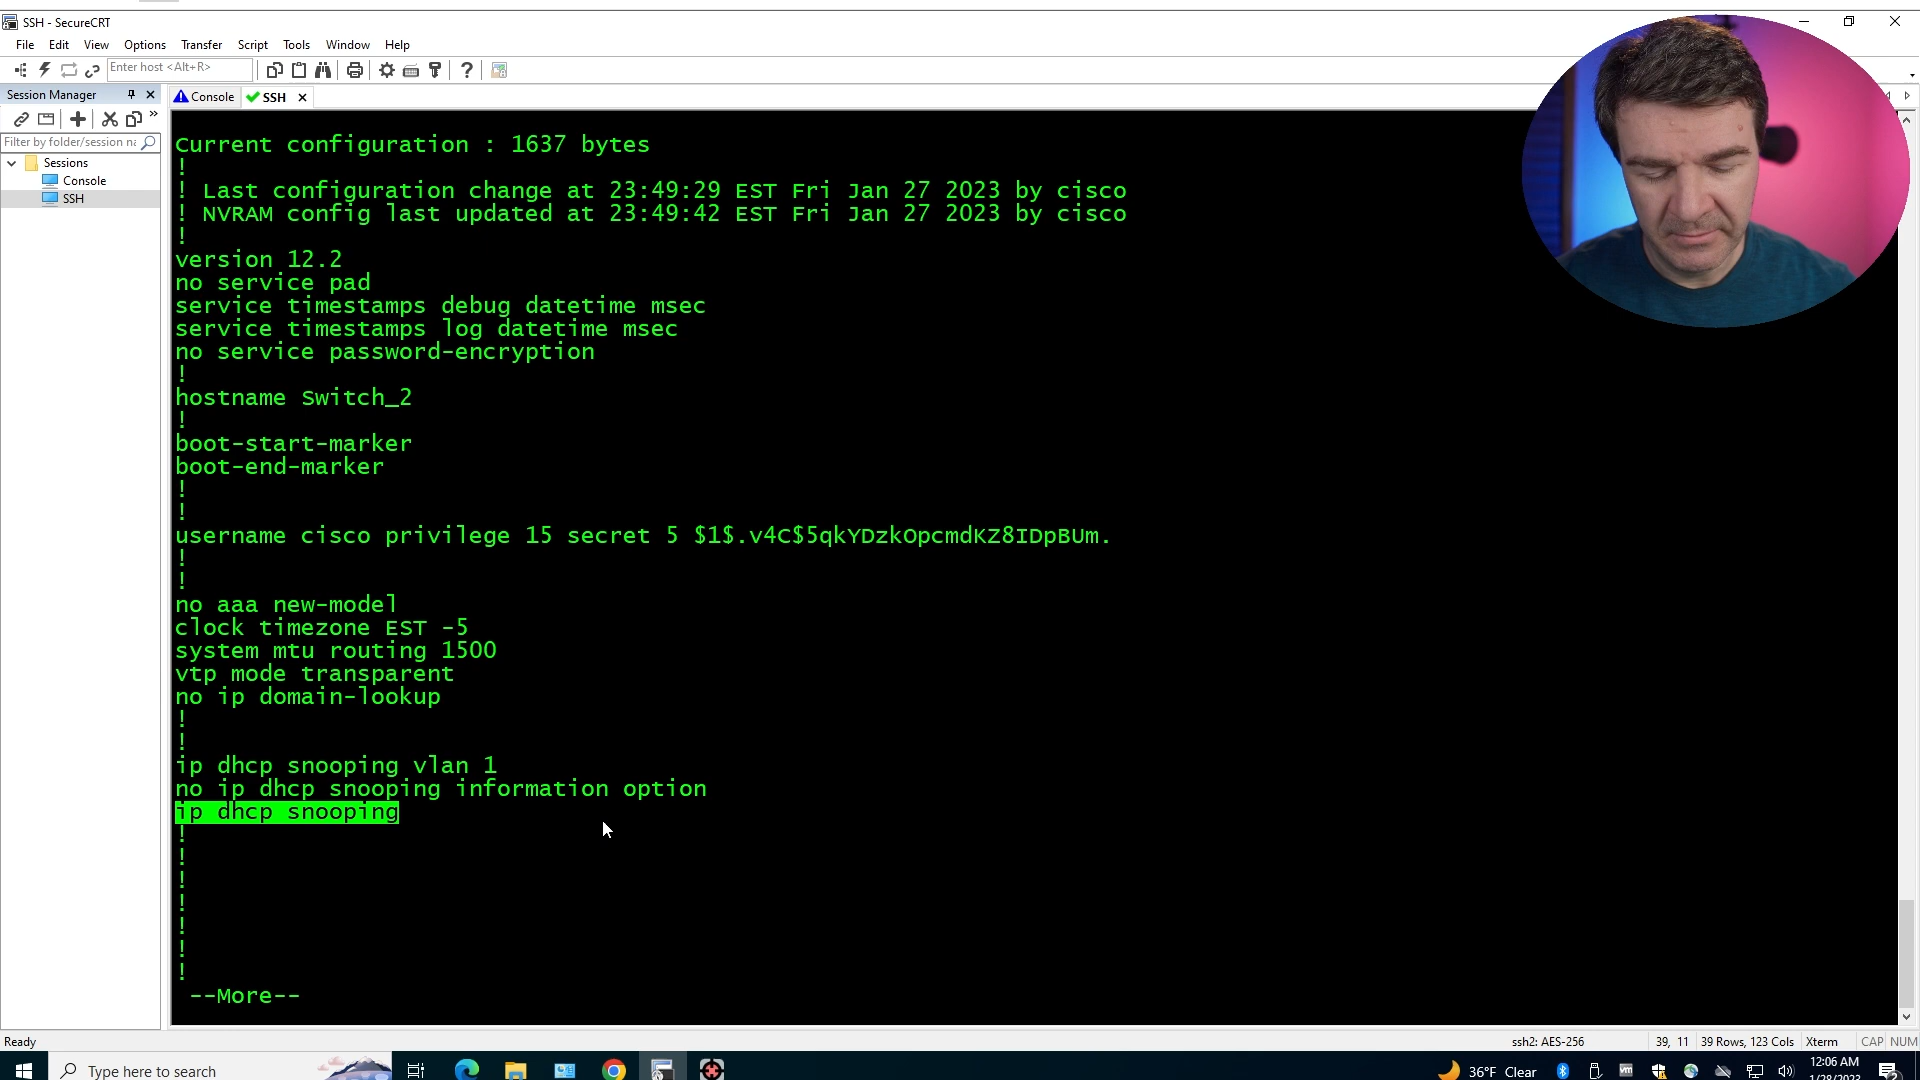 SSH - SecureCRT
File Edit View Options Transfer Script Tools Window Help
Enter host <Alt+R>
Session Manager
Console
SSH
Filter by folder/session na
Sessions
Console
SSH
Current configuration : 1637 bytes
!
! Last configuration change at 23:49:29 EST Fri Jan 27 2023 by cisco
! NVRAM config last updated at 23:49:42 EST Fri Jan 27 2023 by cisco
!
version 12.2
no service pad
service timestamps debug datetime msec
service timestamps log datetime msec
no service password-encryption
!
hostname Switch_2
!
boot-start-marker
boot-end-marker
!
!
username cisco privilege 15 secret 5 $1$.v4C$5qkYDzkOpcmdKZ8IDpBUm.
!
!
no aaa new-model
clock timezone EST -5
system mtu routing 1500
vtp mode transparent
no ip domain-lookup
!
!
ip dhcp snooping vlan 1
no ip dhcp snooping information option
ip dhcp snooping
!
!
!
!
!
!
!
--More--
Ready
ssh2: AES-256
39, 11
39 Rows, 123 Cols
Xterm
CAP NUM
Type here to search
36°F Clear
12:06 AM